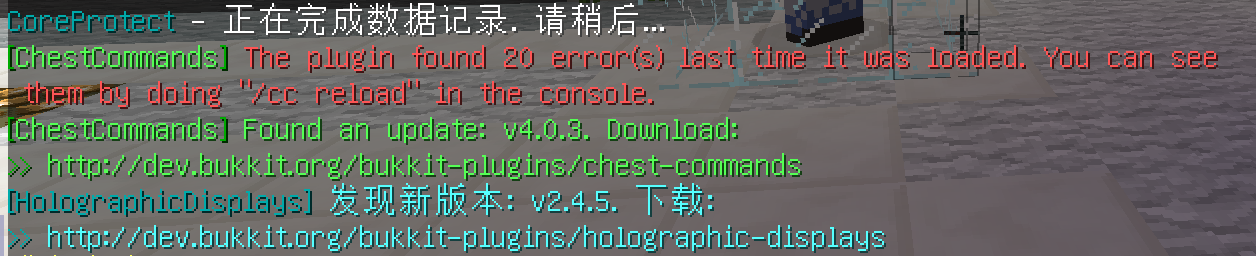 CoreProtect - 正在完成数据记录. 请稍后...
[ChestCommands] The plugin found 20 error(s) last time it was loaded. You can see
them by doing "/cc reload" in the console.
[ChestCommands] Found an update: v4.0.3. Download:
>> http://dev.bukkit.org/bukkit-plugins/chest-commands
[HolographicDisplays] 发现新版本: v2.4.5. 下载:
>> http://dev.bukkit.org/bukkit-plugins/holographic-displays